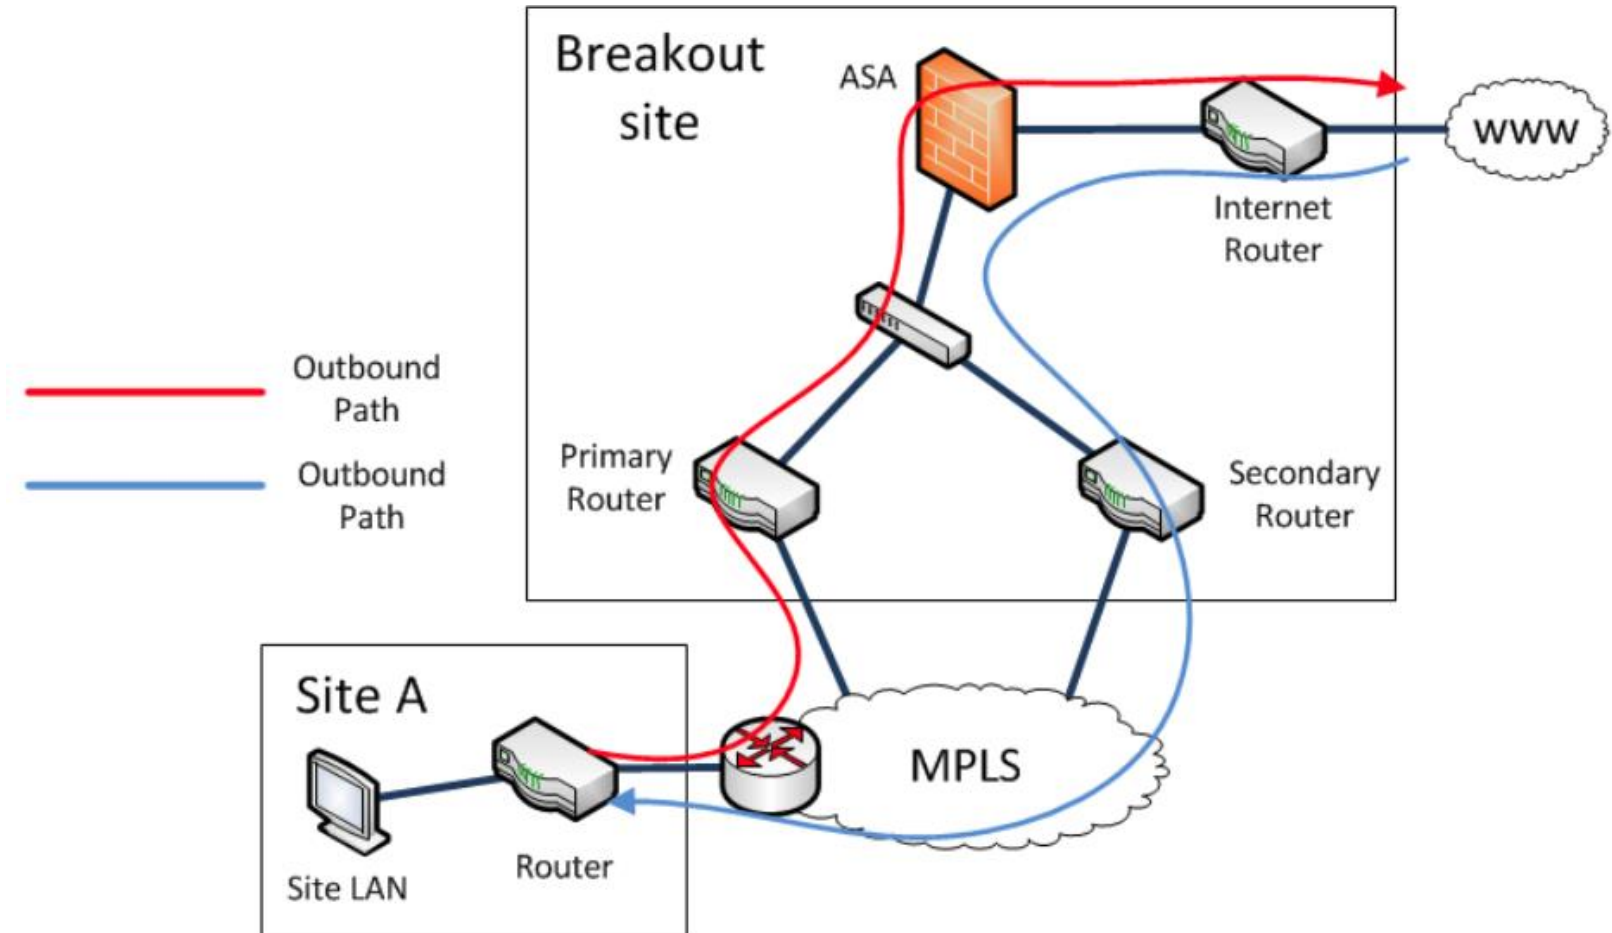 Breakout
site
ASA
WWW
Internet
Router
Outbound
Path
Outbound
Path
Primary
Router
Secondary
Router
Site A
MPLS
Router
Site LAN